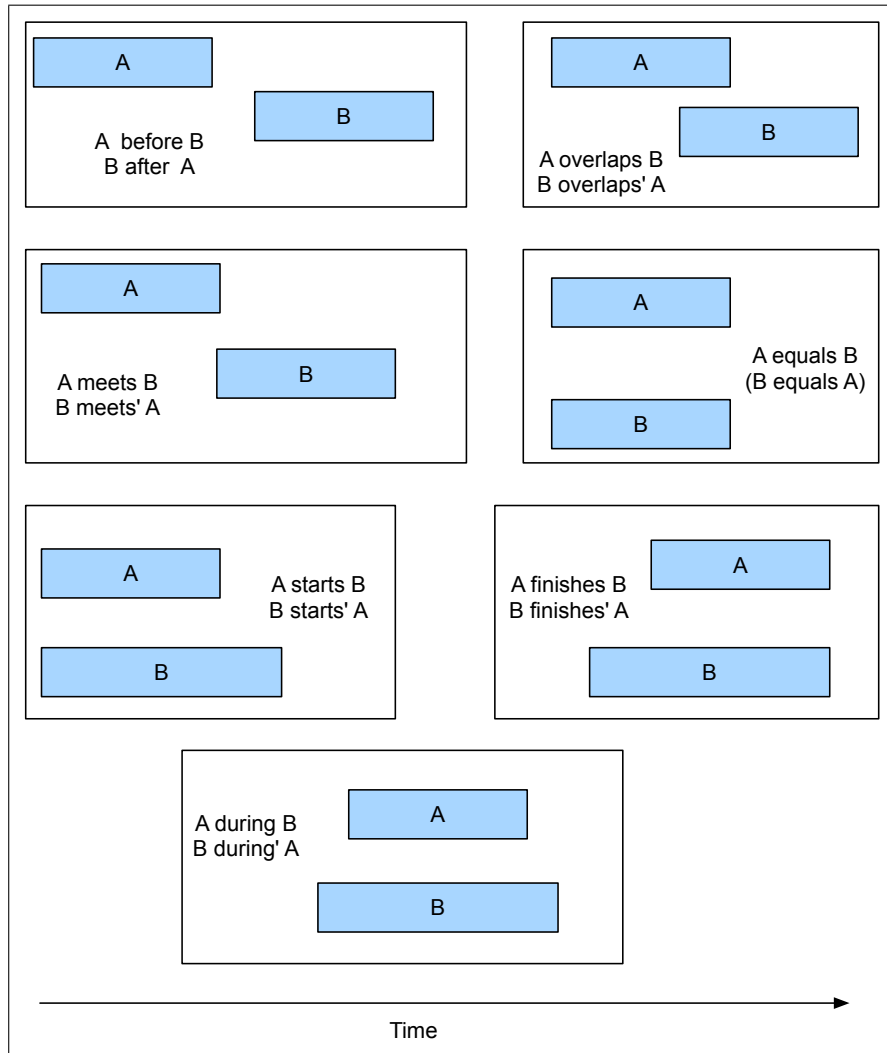 A
B
A before B
B after A
A
B
A overlaps B
B overlaps' A
A
B
A meets B
B meets' A
A
A equals B
(B equals A)
B
A
A starts B
B starts' A
B
A
A finishes B
B finishes' A
B
A
A during B
B during' A
B
Time